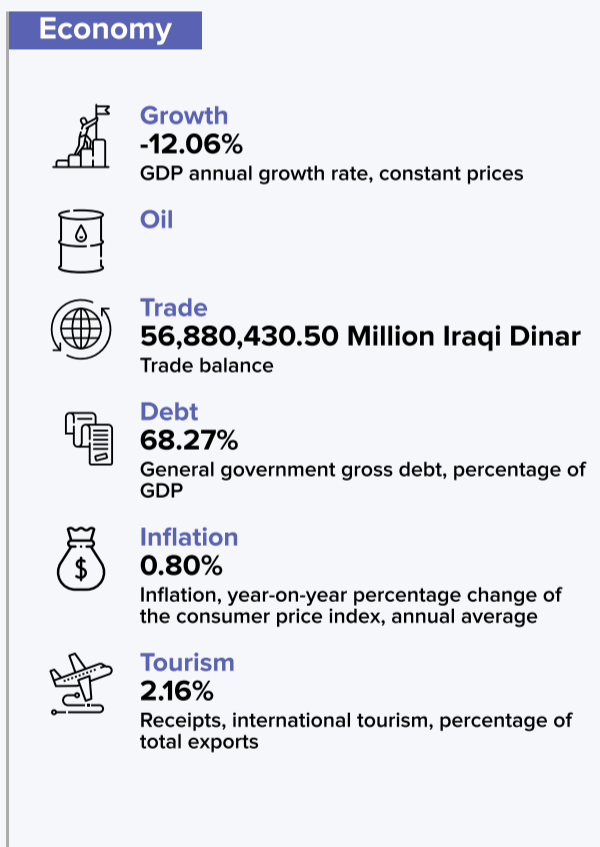 Economy
Growth
-12.06%
GDP annual growth rate, constant prices
Oil
Trade
56,880,430.50 Million Iraqi Dinar
Trade balance
Debt
68.27%
General government gross debt, percentage of
GDP
Inflation
0.80%
Inflation, year-on-year percentage change of
the consumer price index, annual average
Tourism
2.16%
Receipts, international tourism, percentage of
total exports